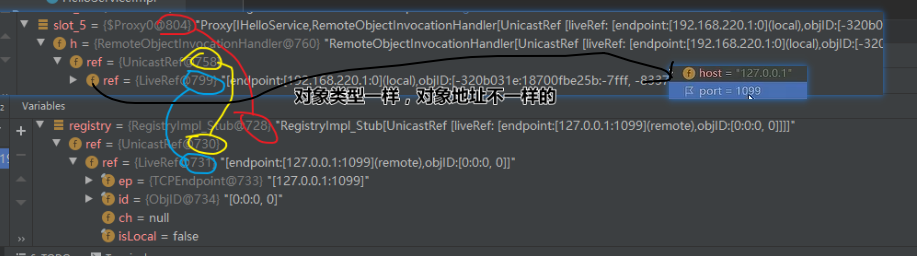 slot_5 = {$Proxy0@804} "Proxy[IHelloService,RemoteObjectInvocationHandler[UnicastRef [liveRef: [endpoint:[192.168.220.1:0](local),objID:[-320b0
h = {RemoteObjectInvocationHandler@760} "RemoteObjectInvocationHandler[UnicastRef [liveRef: [endpoint:[192.168.220.1:0](local),objID:[-320
ref = {UnicastRef@758}
ref = {LiveRef@799} "[endpoint:[192.168.220.1:0](local),objID:[-320b031e:18700fbe25b:-7fff, -8337
host = "127.0.0.1"
port = 1099
对象类型一样，对象地址不一样的
Variables
registry = {RegistryImpl_Stub@728} "RegistryImpl_Stub[UnicastRef [liveRef: [endpoint:[127.0.0.1:1099](remote),objID:[0:0:0, 0]]]]"
ref = {UnicastRef@730}
ref = {LiveRef@731} "[endpoint:[127.0.0.1:1099](remote),objID:[0:0:0, 0]]"
ep = {TCPEndpoint@733} "[127.0.0.1:1099]"
id = {ObjID@734} "[0:0:0, 0]"
ch = null
isLocal = false